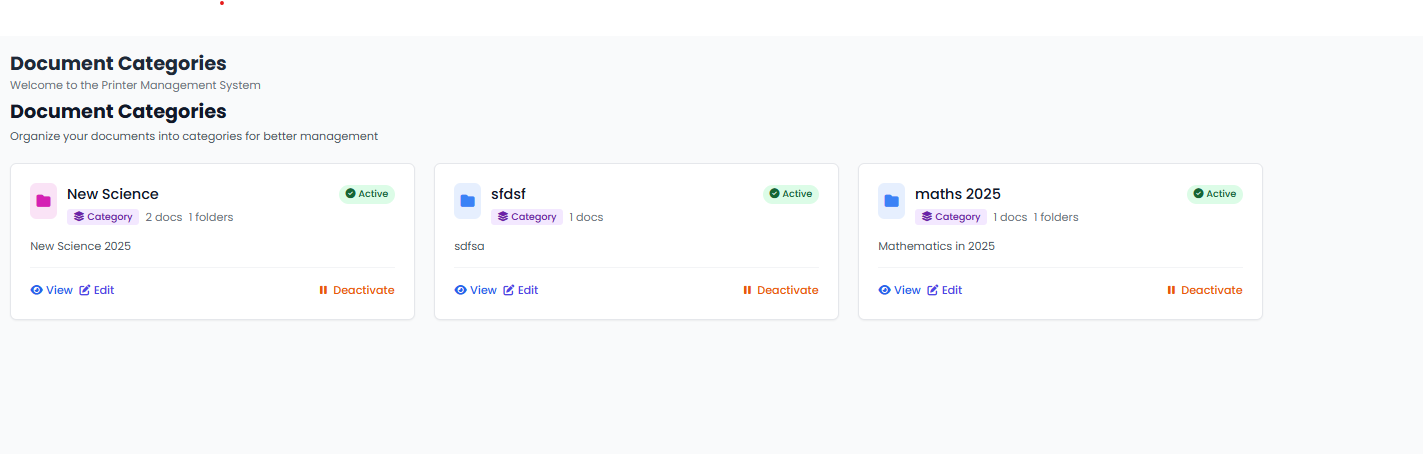 Document Categories
Welcome to the Printer Management System
Document Categories
Organize your documents into categories for better management
New Science
Active
Category 2 docs 1 folders
New Science 2025
View Edit Deactivate
sfdsf
Active
Category 1 docs
sdfsa
View Edit Deactivate
maths 2025
Active
Category 1 docs 1 folders
Mathematics in 2025
View Edit Deactivate